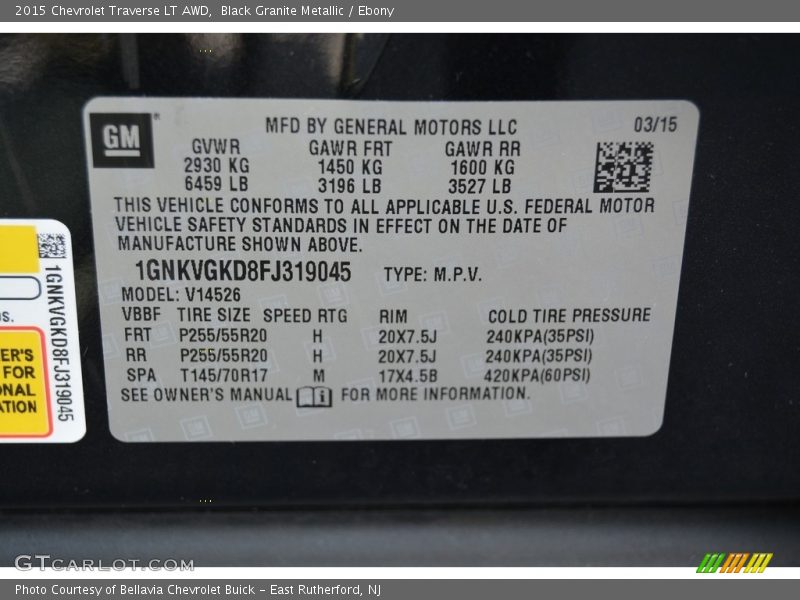 2015 Chevrolet Traverse LT AWD,  Black Granite Metallic / Ebony
GM
MFD BY GENERAL MOTORS LLC
03/15
GVWR GAWR FRT GAWR RR
2930 KG 1450 KG 1600 KG
6459 LB 3196 LB 3527 LB
THIS VEHICLE CONFORMS TO ALL APPLICABLE U.S. FEDERAL MOTOR
VEHICLE SAFETY STANDARDS IN EFFECT ON THE DATE OF
MANUFACTURE SHOWN ABOVE.
1GNKVGKD8FJ319045 TYPE: M.P.V.
MODEL: V14526
VBBF TIRE SIZE SPEED RTG RIM COLD TIRE PRESSURE
FRT P255/55R20 H 20X7.5J 240KPA(35PSI)
RR P255/55R20 H 20X7.5J 240KPA(35PSI)
SPA T145/70R17 M 17X4.5B 420KPA(60PSI)
SEE OWNER'S MANUAL FOR MORE INFORMATION.
1GNKVGKD8FJ319045
S.
ER'S
FOR
ONAL
ATION
GTCARLOT.COM
Photo Courtesy of Bellavia Chevrolet Buick – East Rutherford, NJ